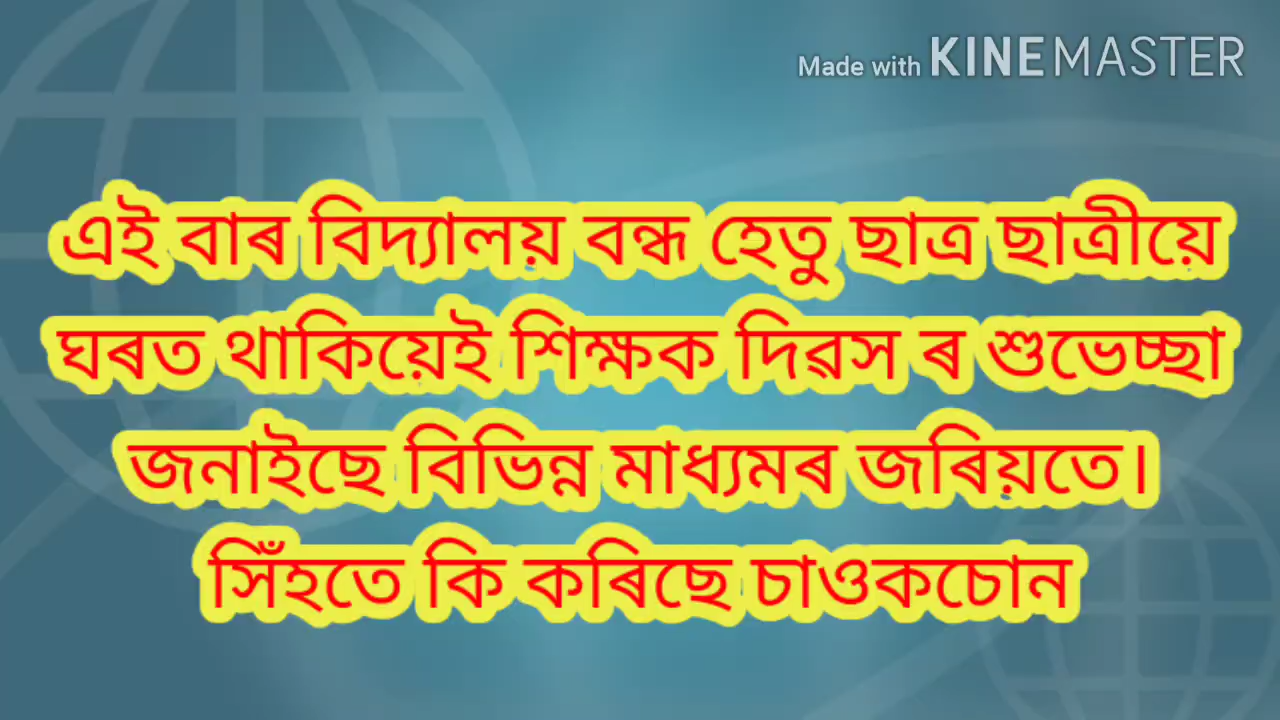 Made with KINEMASTER
এই বাৰ বিদ্যালয় বন্ধ হেতু ছাত্ৰ ছাত্ৰীয়ে
ঘৰত থাকিয়েই শিক্ষক দিৱস ৰ শুভেচ্ছা
জনাইছে বিভিন্ন মাধ্যমৰ জৰিয়তে।
সিঁহতে কি কৰিছে চাওকচোন